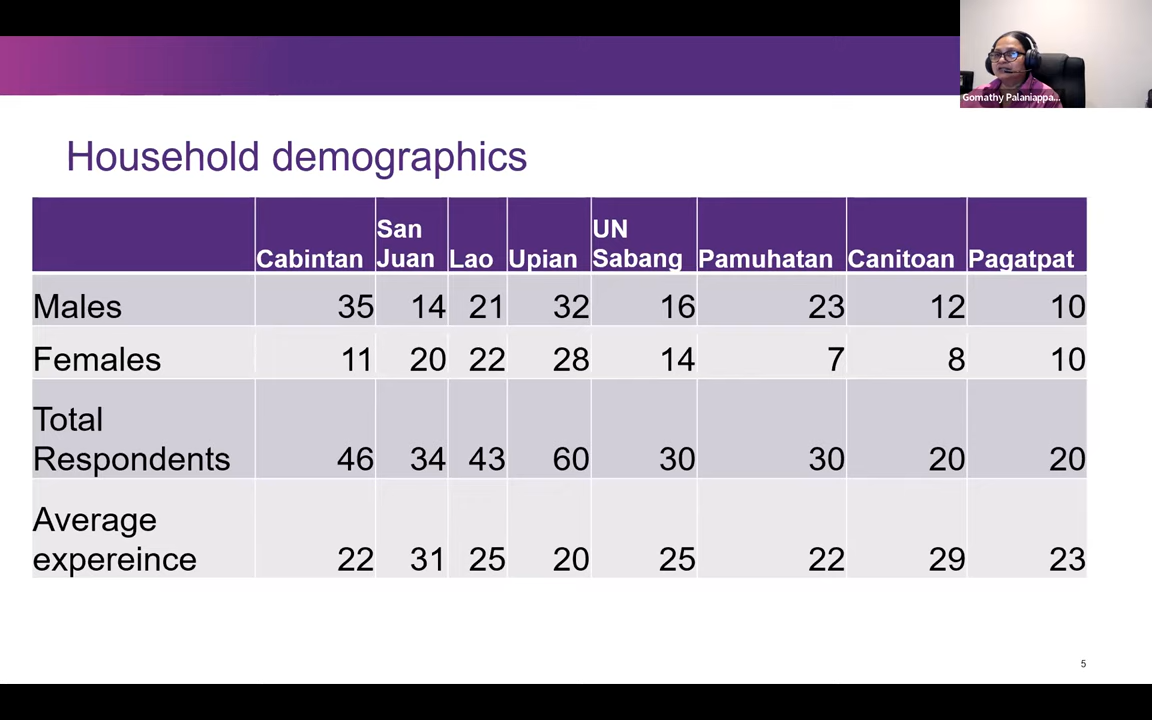 Gomathy Palaniappa...
Household demographics
Cabintan San Juan Lao Upian UN Sabang Pamuhatan Canitoan Pagatpat
Males 35 14 21 32 16 23 12 10
Females 11 20 22 28 14 7 8 10
Total Respondents 46 34 43 60 30 30 20 20
Average expereince 22 31 25 20 25 22 29 23
5